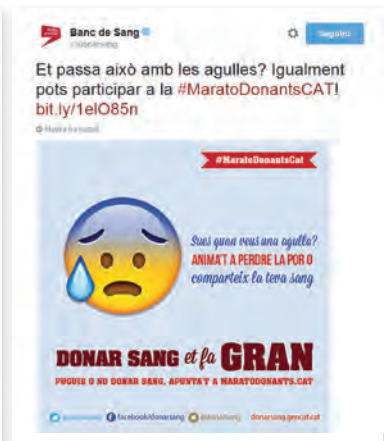 Banc de Sang
Et passa això amb les agulles? Igualment
pots participar a la #MaratoDonantsCAT!
bit.ly/1elO85n
#MaratoDonantsCat
Sues quan veus una agulla?
ANIMA'T A PERDRE LA POR O
comparteix la teva sang
DONAR SANG et fa GRAN
PUGUIS O NO DONAR SANG, APUNTA'T A MARATODONANTS.CAT
facebook/donarsang donarsang.gencat.cat